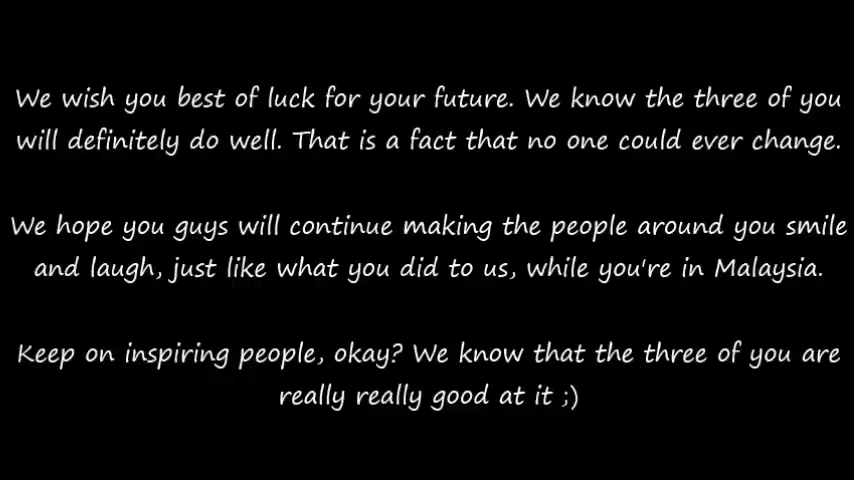 We wish you best of luck for your future. We know the three of you
will definitely do well. That is a fact that no one could ever change.
We hope you guys will continue making the people around you smile
and laugh, just like what you did to us, while you're in Malaysia.
Keep on inspiring people, okay? We know that the three of you are
really really good at it ;)